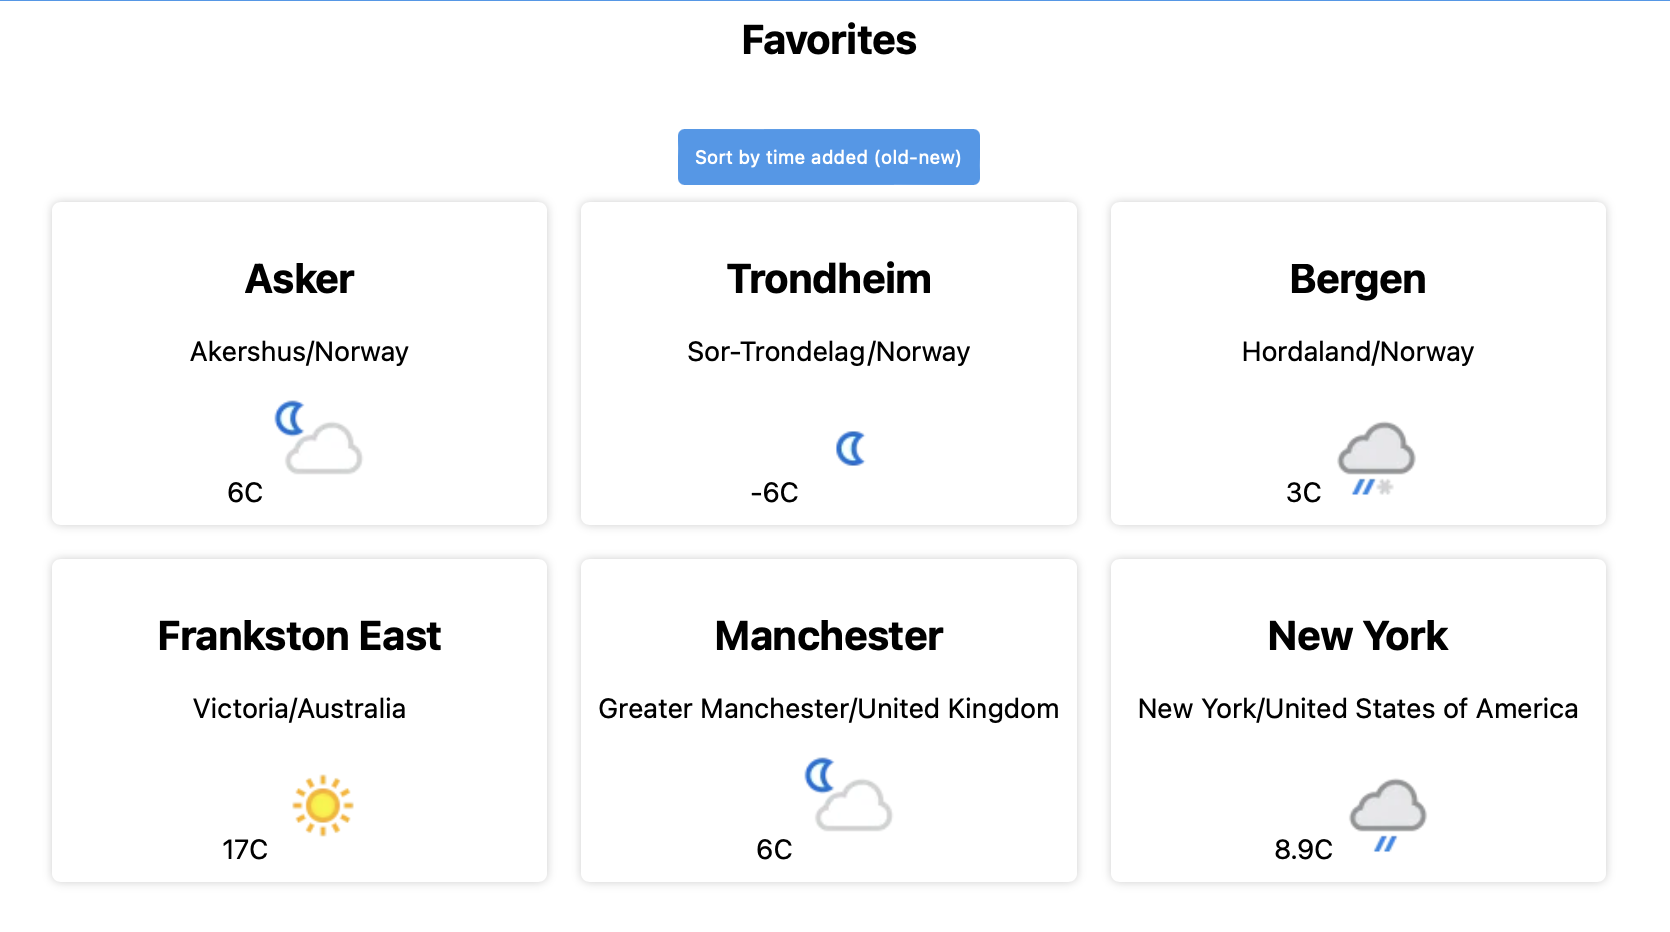 Favorites
Sort by time added (old-new)
Asker
Akershus/Norway
6C
Trondheim
Sor-Trondelag/Norway
-6C
Bergen
Hordaland/Norway
3C
Frankston East
Victoria/Australia
17C
Manchester
Greater Manchester/United Kingdom
6C
New York
New York/United States of America
8.9C